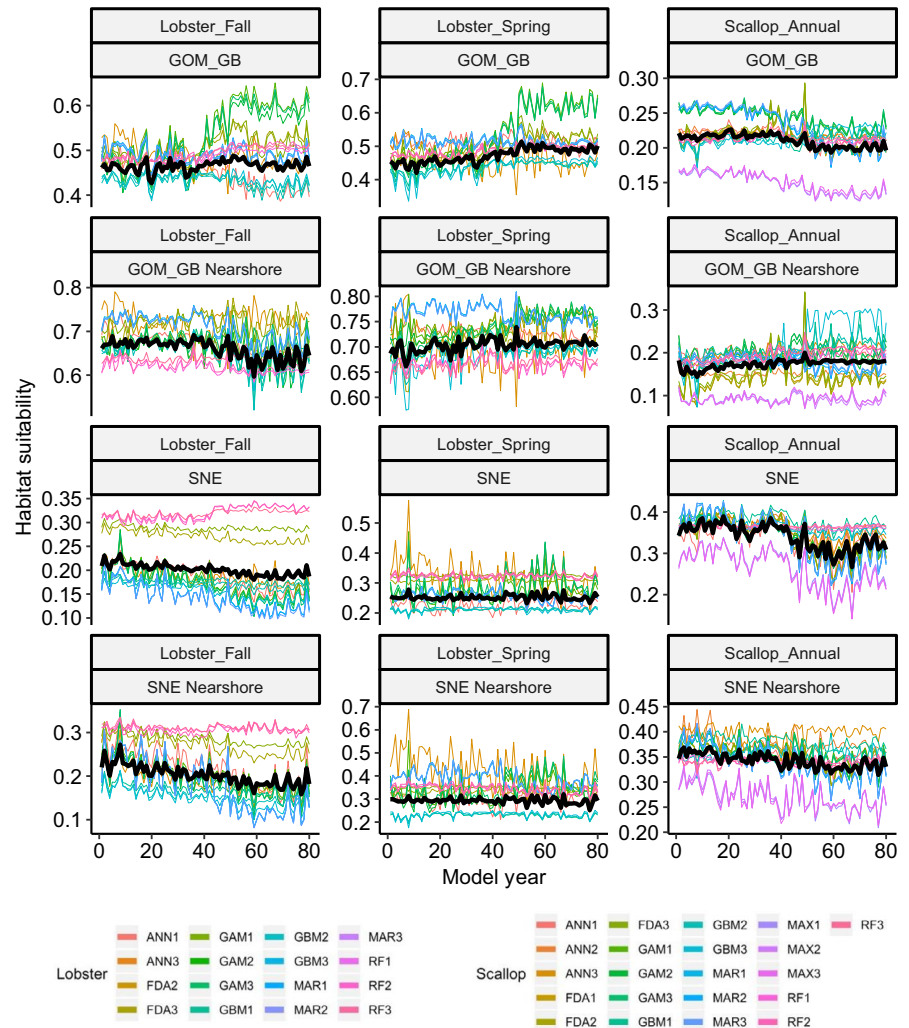 Lobster_Fall Lobster_Spring Scallop_Annual
GOM_GB GOM_GB GOM_GB
0.6
0.5
0.4
0.7
0.6
0.5
0.4
0.30
0.25
0.20
0.15
Lobster_Fall Lobster_Spring Scallop_Annual
GOM_GB Nearshore GOM_GB Nearshore GOM_GB Nearshore
0.8
0.7
0.6
0.80
0.75
0.70
0.65
0.60
0.3
0.2
0.1
Habitat suitability
Lobster_Fall Lobster_Spring Scallop_Annual
SNE SNE SNE
0.35
0.30
0.25
0.20
0.15
0.10
0.5
0.4
0.3
0.2
0.4
0.3
0.2
Lobster_Fall Lobster_Spring Scallop_Annual
SNE Nearshore SNE Nearshore SNE Nearshore
0.3
0.2
0.1
0.7
0.6
0.5
0.4
0.3
0.2
0.45
0.40
0.35
0.30
0.25
0.20
0 20 40 60 80 0 20 40 60 80 0 20 40 60 80
Model year
Lobster
ANN1 GAM1 GBM2 MAR3
ANN3 GAM2 GBM3 RF1
FDA2 GAM3 MAR1 RF2
FDA3 GBM1 MAR2 RF3
Scallop
ANN1 FDA3 GBM2 MAX1 RF3
ANN2 GAM1 GBM3 MAX2
ANN3 GAM2 MAR1 MAX3
FDA1 GAM3 MAR2 RF1
FDA2 GBM1 MAR3 RF2